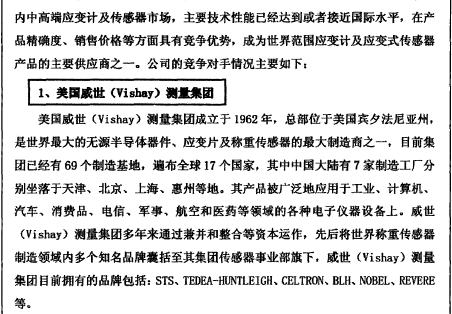 内中高端应变计及传感器市场，主要技术性能已经达到或者接近国际水平，在产
品精确度、销售价格等方面具有竞争优势，成为世界范围应变计及应变式传感器
产品的主要供应商之一。公司的竞争对手情况主要如下：
1、美国威世（Vishay）测量集团
美国威世（Vishay）测量集团成立于 1962 年，总部位于美国宾夕法尼亚州，
是世界最大的无源半导体器件、应变片及称重传感器的最大制造商之一，目前集
团已经有 69 个制造基地，遍布全球 17 个国家，其中中国大陆有 7 家制造工厂分
别坐落于天津、北京、上海、惠州等地。其产品被广泛地应用于工业、计算机、
汽车、消费品、电信、军事、航空和医药等领域的各种电子仪器设备上。威世
（Vishay）测量集团多年来通过兼并和整合等资本运作，先后将世界称重传感器
制造领域内多个知名品牌囊括至其集团传感器事业部旗下，威世（Vishay）测量
集团目前拥有的品牌包括：STS、TEDEA-HUNTLEIGH、CELTRON、BLH、NOBEL、REVERE
等。